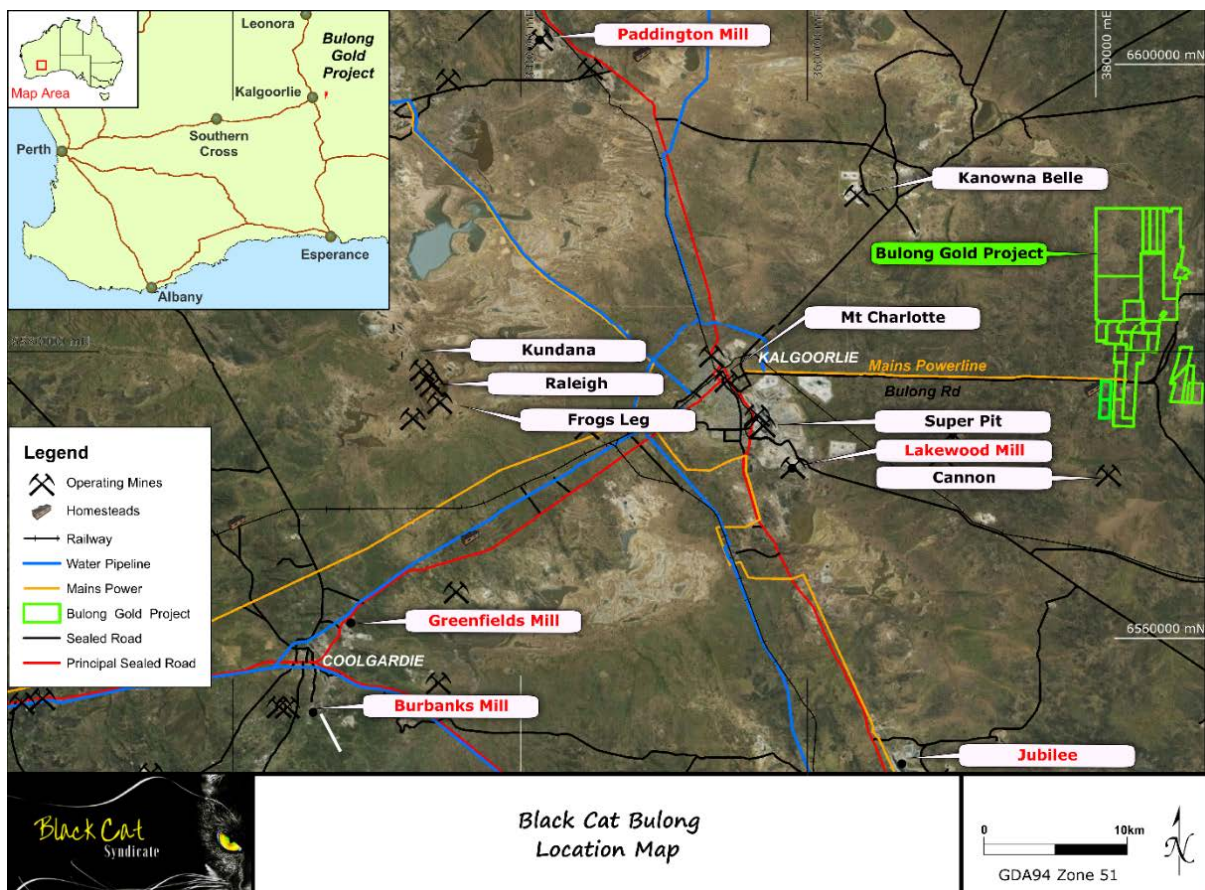 Leonora
Bulong
Gold
Project
Kalgoorlie
Map Area
Southern
Cross
Perth
Esperance
Albany
Paddington Mill
380000 mE
6600000 mN
Kanowna Belle
Bulong Gold Project
Mt Charlotte
KALGOORLIE
Mains Powerline
Bulong Rd
Kundana
Raleigh
Frogs Leg
Super Pit
Lakewood Mill
Cannon
Legend
Operating Mines
Homesteads
Railway
Water Pipeline
Mains Power
Bulong Gold Project
Sealed Road
Principal Sealed Road
Greenfields Mill
6560000 mN
COOLGARDIE
Burbanks Mill
Jubilee
Black Cat
Syndicate
Black Cat Bulong
Location Map
0 10km
GDA94 Zone 51
N